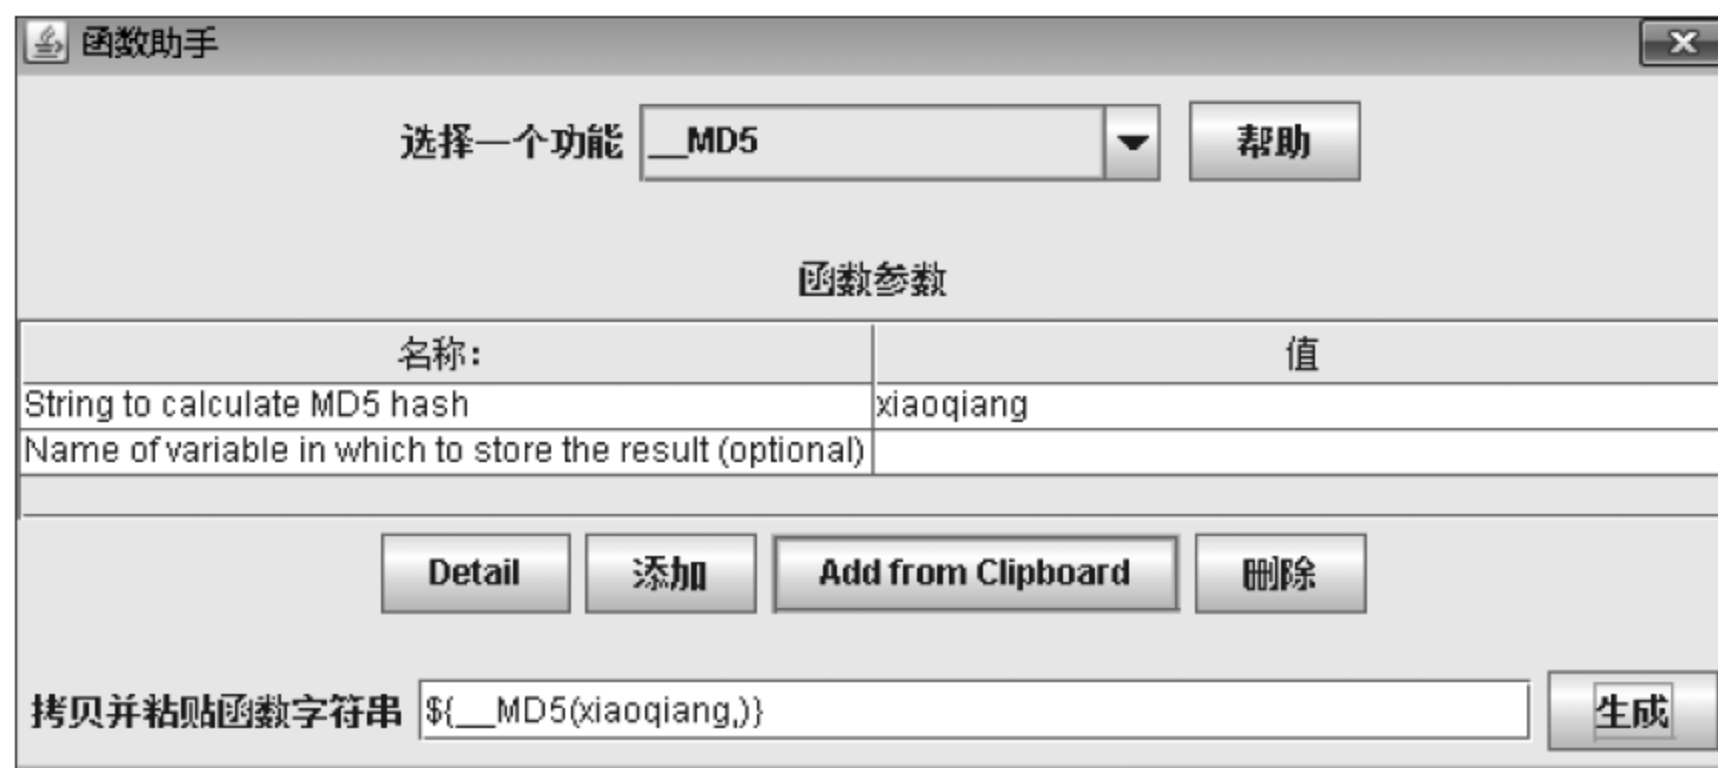 函数助手
选择一个功能 __MD5 帮助
函数参数
名称: 值
String to calculate MD5 hash xiaoqiang
Name of variable in which to store the result (optional)
Detail 添加 Add from Clipboard 删除
拷贝并粘贴函数字符串 ${__MD5(xiaoqiang,)} 生成